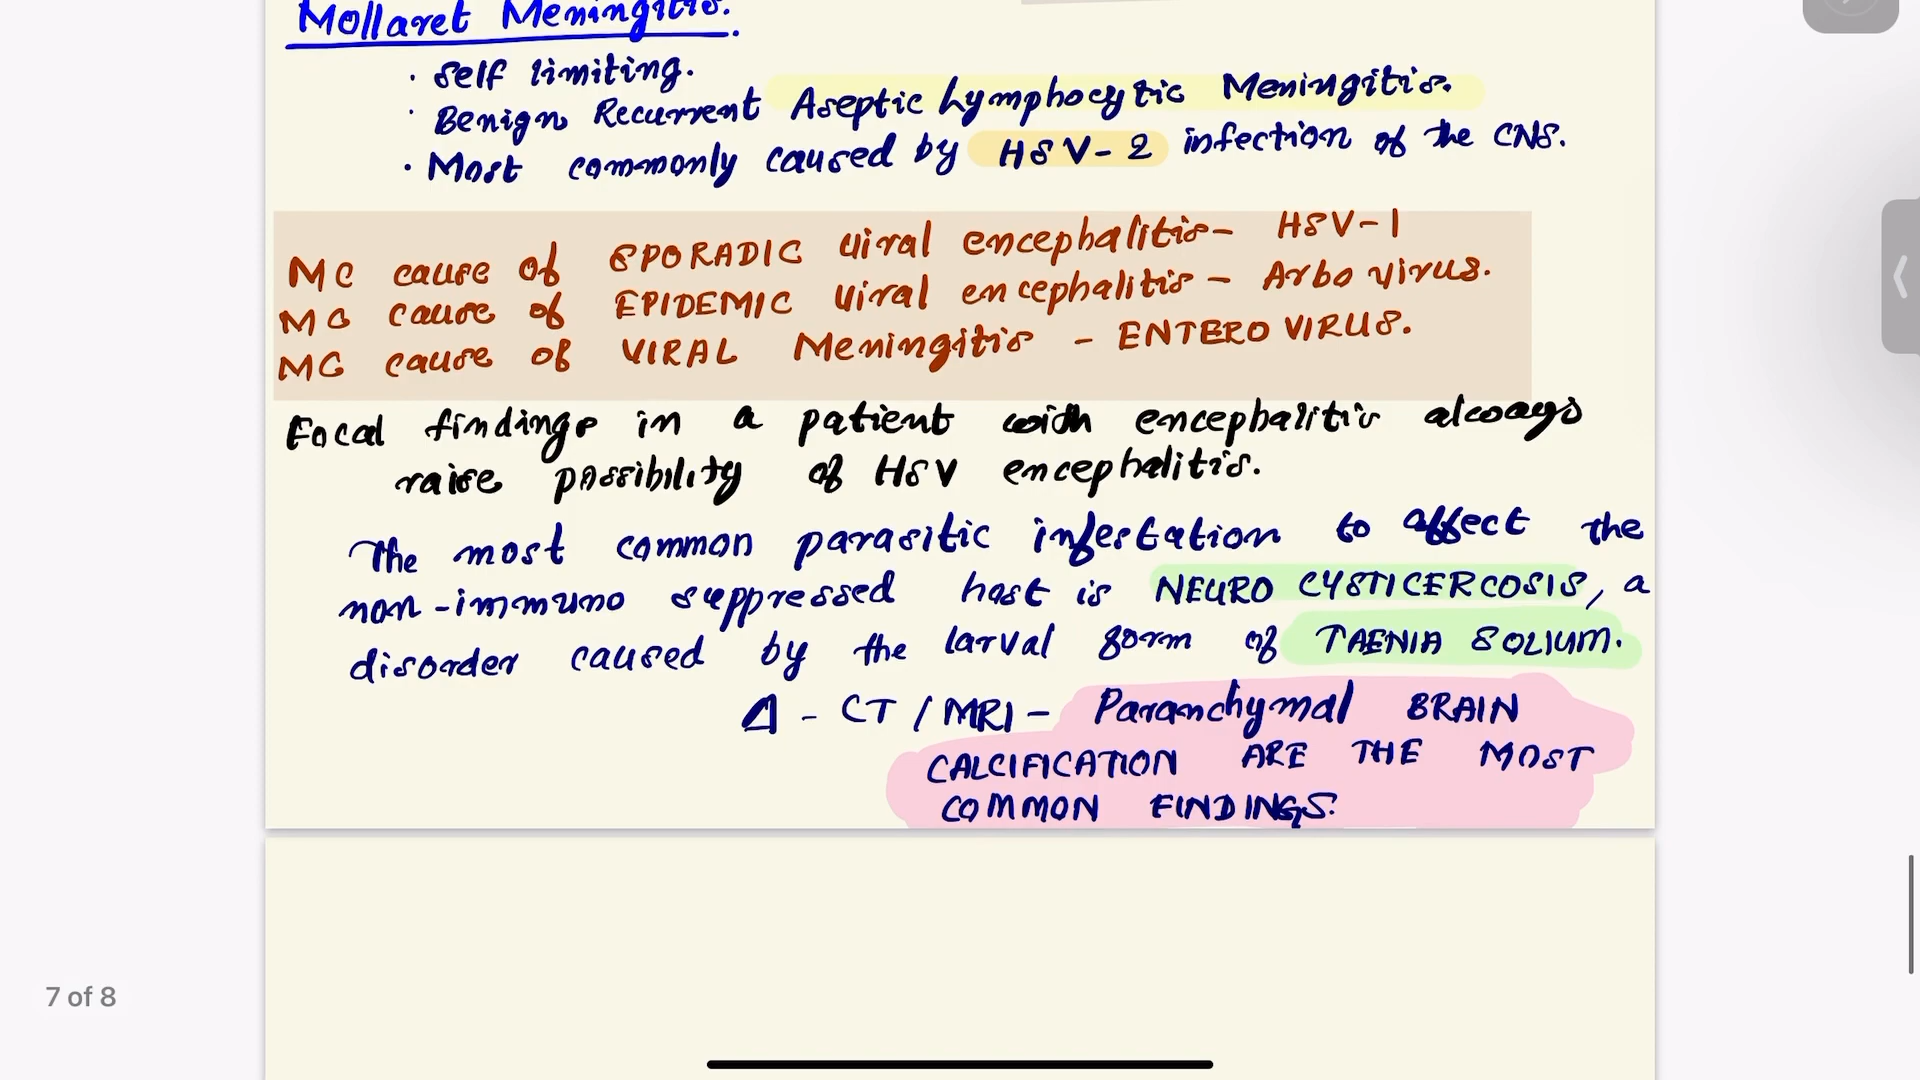 Mollaret Meningitis.
· Self limiting.
· Benign Recurrent Aseptic Lymphocytic Meningitis.
· Most commonly caused by HSV-2 infection of the CNS.
MC cause of SPORADIC viral encephalitis- HSV-1
MC cause of EPIDEMIC viral encephalitis - Arbo virus.
MC cause of VIRAL Meningitis - ENTERO VIRUS.
Focal findings in a patient with encephalitis always
raise possibility of HSV encephalitis.
The most common parasitic infestation to affect the
non-immuno suppressed host is NEURO CYSTICERCOSIS, a
disorder caused by the larval form of TAENIA SOLIUM.
Δ - CT / MRI - Paranchymal BRAIN
CALCIFICATION ARE THE MOST
COMMON FINDINGS.
7 of 8